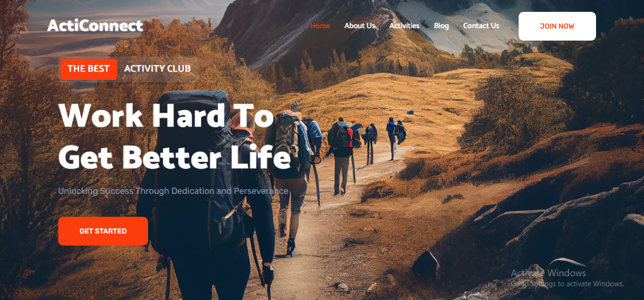 ActiConnect
Home About Us Activities Blog Contact Us JOIN NOW
THE BEST ACTIVITY CLUB
Work Hard To
Get Better Life
Unlocking Success Through Dedication and Perseverance
GET STARTED
Activate Windows
Go to Settings to activate Windows.